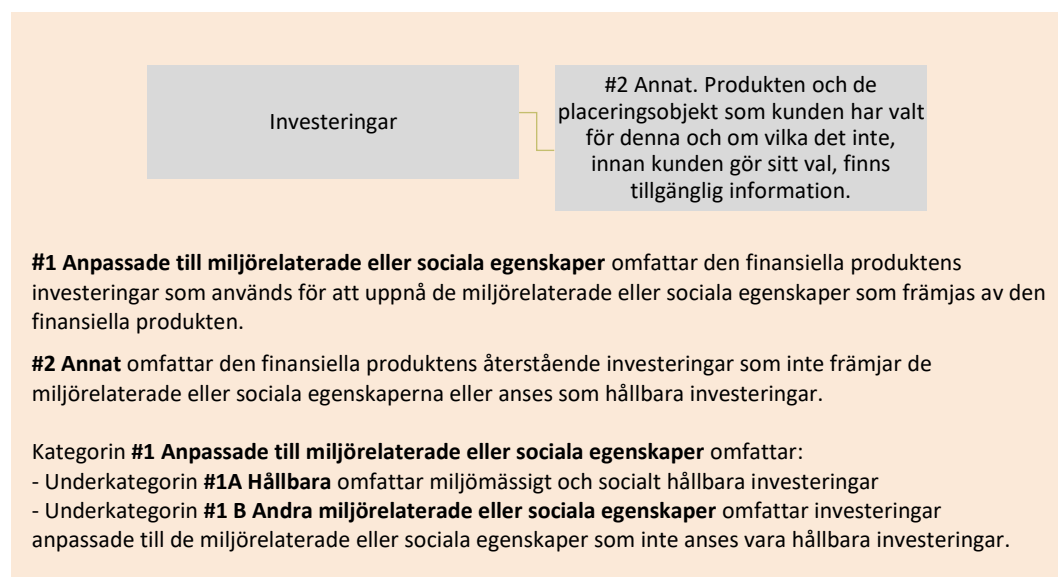 Investeringar
#2 Annat. Produkten och de
placeringsobjekt som kunden har valt
för denna och om vilka det inte,
innan kunden gör sitt val, finns
tillgänglig information.
#1 Anpassade till miljörelaterade eller sociala egenskaper omfattar den finansiella produktens
investeringar som används för att uppnå de miljörelaterade eller sociala egenskaper som främjas av den
finansiella produkten.
#2 Annat omfattar den finansiella produktens återstående investeringar som inte främjar de
miljörelaterade eller sociala egenskaperna eller anses som hållbara investeringar.
Kategorin #1 Anpassade till miljörelaterade eller sociala egenskaper omfattar:
- Underkategorin #1A Hållbara omfattar miljömässigt och socialt hållbara investeringar
- Underkategorin #1 B Andra miljörelaterade eller sociala egenskaper omfattar investeringar
anpassade till de miljörelaterade eller sociala egenskaper som inte anses vara hållbara investeringar.